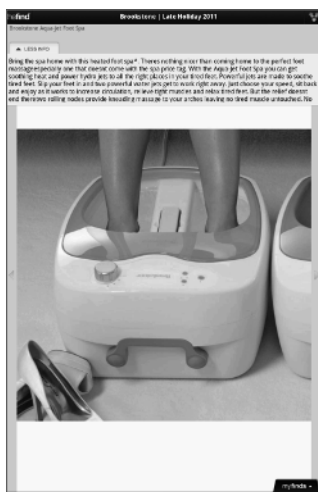 thefind
Brookstone | Late Holiday 2011
Brookstone Aqua-Jet Foot Spa
LESS INFO
Bring the spa home with this heated foot spa*. Theres nothing nicer than coming home to the perfect foot
massage especially one that doesnt come with the spa price tag. With the Aqua-Jet Foot Spa you can get
soothing heat and power hydro jets to all the right places in your tired feet. Powerful jets are made to soothe
tired feet. Slip your feet in and two powerful water jets get to work right away. Just choose your speed, sit back
and enjoy as it works to increase circulation, relieve tight muscles and relax tired feet. But the relief doesnt
end there rows rolling nodes provide kneading massage to your arches leaving no tired muscle untouched. No
Brookstone
myfinds